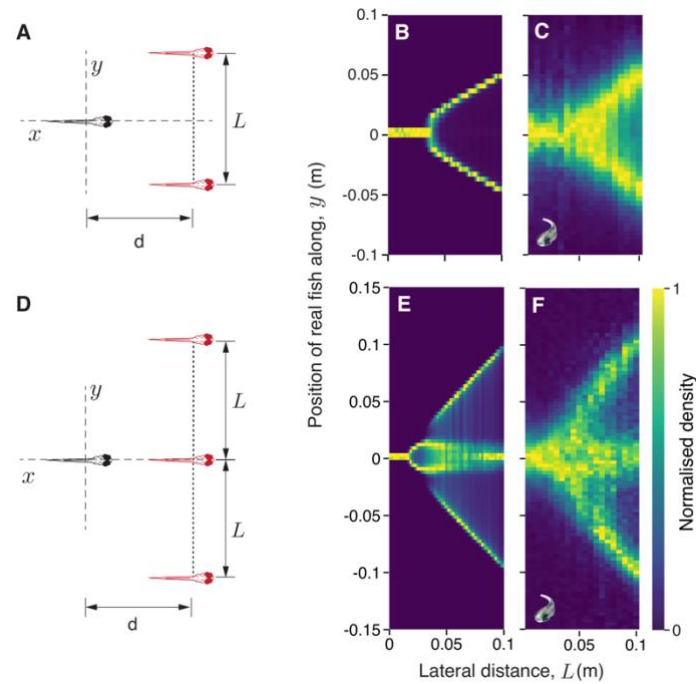 A
y
x
L
d
B
C
0.1
0.05
0
-0.05
-0.1
Position of real fish along, y (m)
D
y
x
L
L
d
E
F
0.15
0.1
0.05
0
-0.05
-0.1
-0.15
0
0.05
0.1
0.05
0.1
Lateral distance, L(m)
1
0
Normalised density